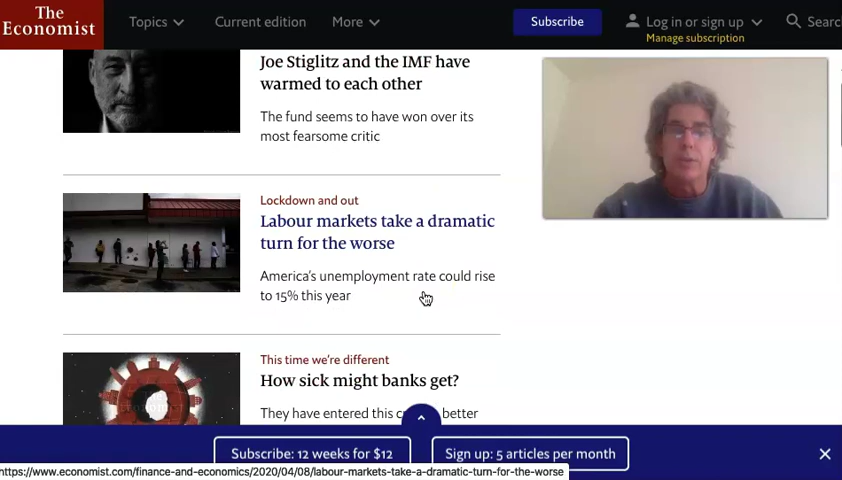 The
Economist
Topics
Current edition
More
Subscribe
Log in or sign up
Manage subscription
Searc
Joe Stiglitz and the IMF have
warmed to each other
The fund seems to have won over its
most fearsome critic
Lockdown and out
Labour markets take a dramatic
turn for the worse
America's unemployment rate could rise
to 15% this year
This time we're different
How sick might banks get?
They have entered this c better
Subscribe: 12 weeks for $12
Sign up: 5 articles per month
https://www.economist.com/finance-and-economics/2020/04/08/labour-markets-take-a-dramatic-turn-for-the-worse